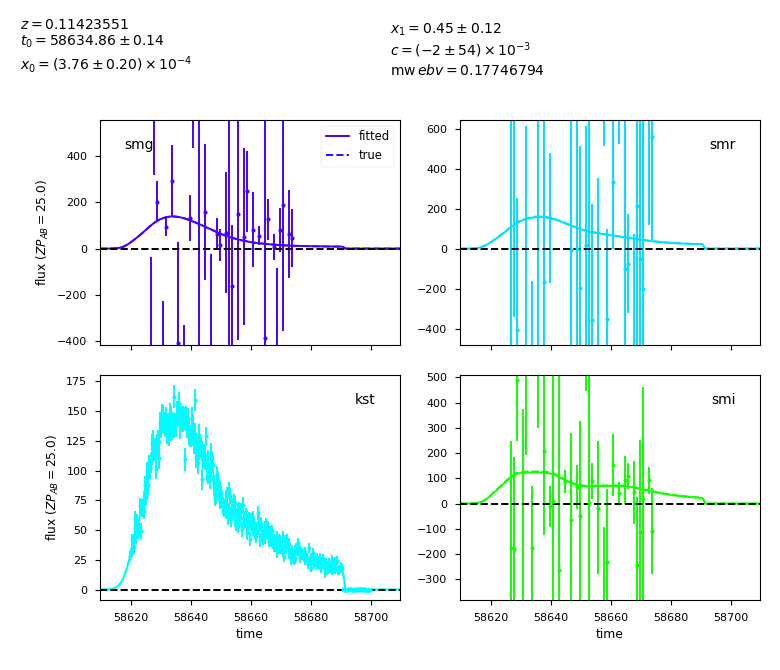 z = 0.11423551
t₀ = 58634.86 ± 0.14
x₀ = (3.76 ± 0.20) × 10⁻⁴
x₁ = 0.45 ± 0.12
c = (−2 ± 54) × 10⁻³
mw ebv = 0.17746794
smg
fitted
true
flux (ZP_AB = 25.0)
400
200
0
−200
−400
smr
600
400
200
0
−200
−400
kst
flux (ZP_AB = 25.0)
175
150
125
100
75
50
25
0
58620 58640 58660 58680 58700
time
smi
500
400
300
200
100
0
−100
−200
−300
58620 58640 58660 58680 58700
time